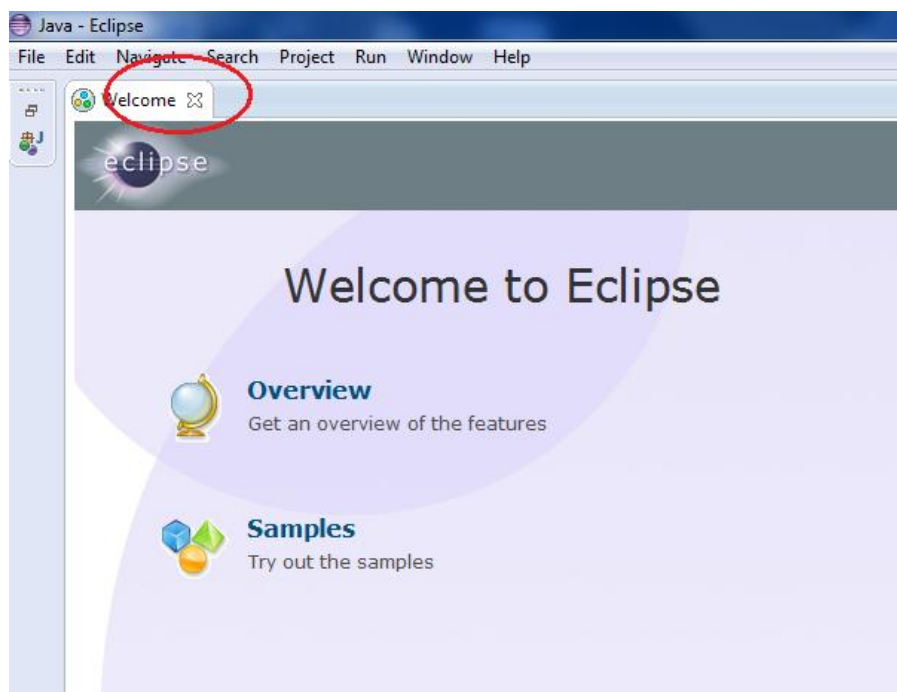 Java - Eclipse
File Edit Navigate Search Project Run Window Help
Welcome
J
eclipse
Welcome to Eclipse
Overview
Get an overview of the features
Samples
Try out the samples